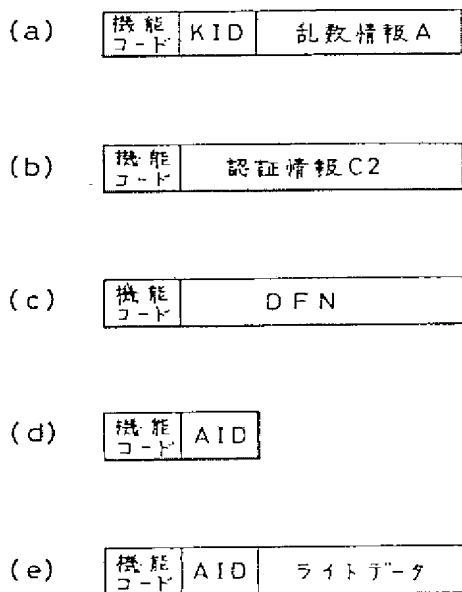 (a) 機能コード KID 乱数情報A
(b) 機能コード 認証情報C2
(c) 機能コード DFN
(d) 機能コード AID
(e) 機能コード AID ライトデータ